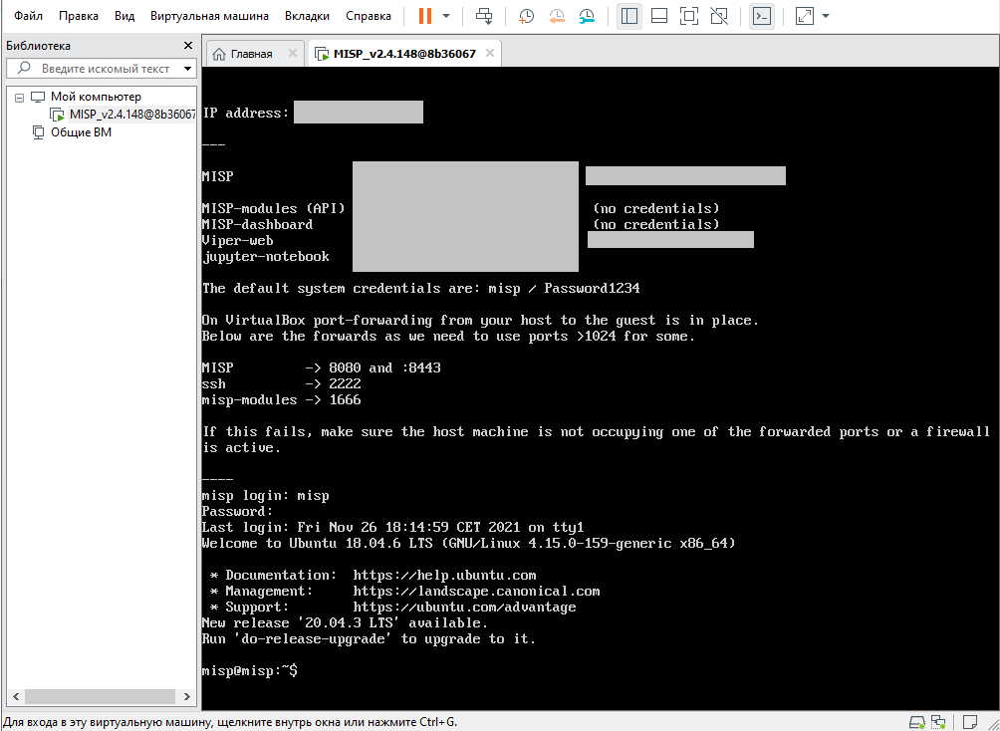 Файл Правка Вид Виртуальная машина Вкладки Справка
Библиотека
Введите искомый текст
Мой компьютер
MISP_v2.4.148@8b36067
Общие ВМ
Главная
MISP_v2.4.148@8b36067
IP address:
---
MISP
MISP-modules (API) (no credentials)
MISP-dashboard (no credentials)
Viper-web
jupyter-notebook
The default system credentials are: misp / Password1234
On VirtualBox port-forwarding from your host to the guest is in place.
Below are the forwards as we need to use ports >1024 for some.
MISP -> 8080 and :8443
ssh -> 2222
misp-modules -> 1666
If this fails, make sure the host machine is not occupying one of the forwarded ports or a firewall
is active.
----
misp login: misp
Password:
Last login: Fri Nov 26 18:14:59 CET 2021 on tty1
Welcome to Ubuntu 18.04.6 LTS (GNU/Linux 4.15.0-159-generic x86_64)
* Documentation: https://help.ubuntu.com
* Management: https://landscape.canonical.com
* Support: https://ubuntu.com/advantage
New release '20.04.3 LTS' available.
Run 'do-release-upgrade' to upgrade to it.
misp@misp:~$
Для входа в эту виртуальную машину, щелкните внутрь окна или нажмите Ctrl+G.